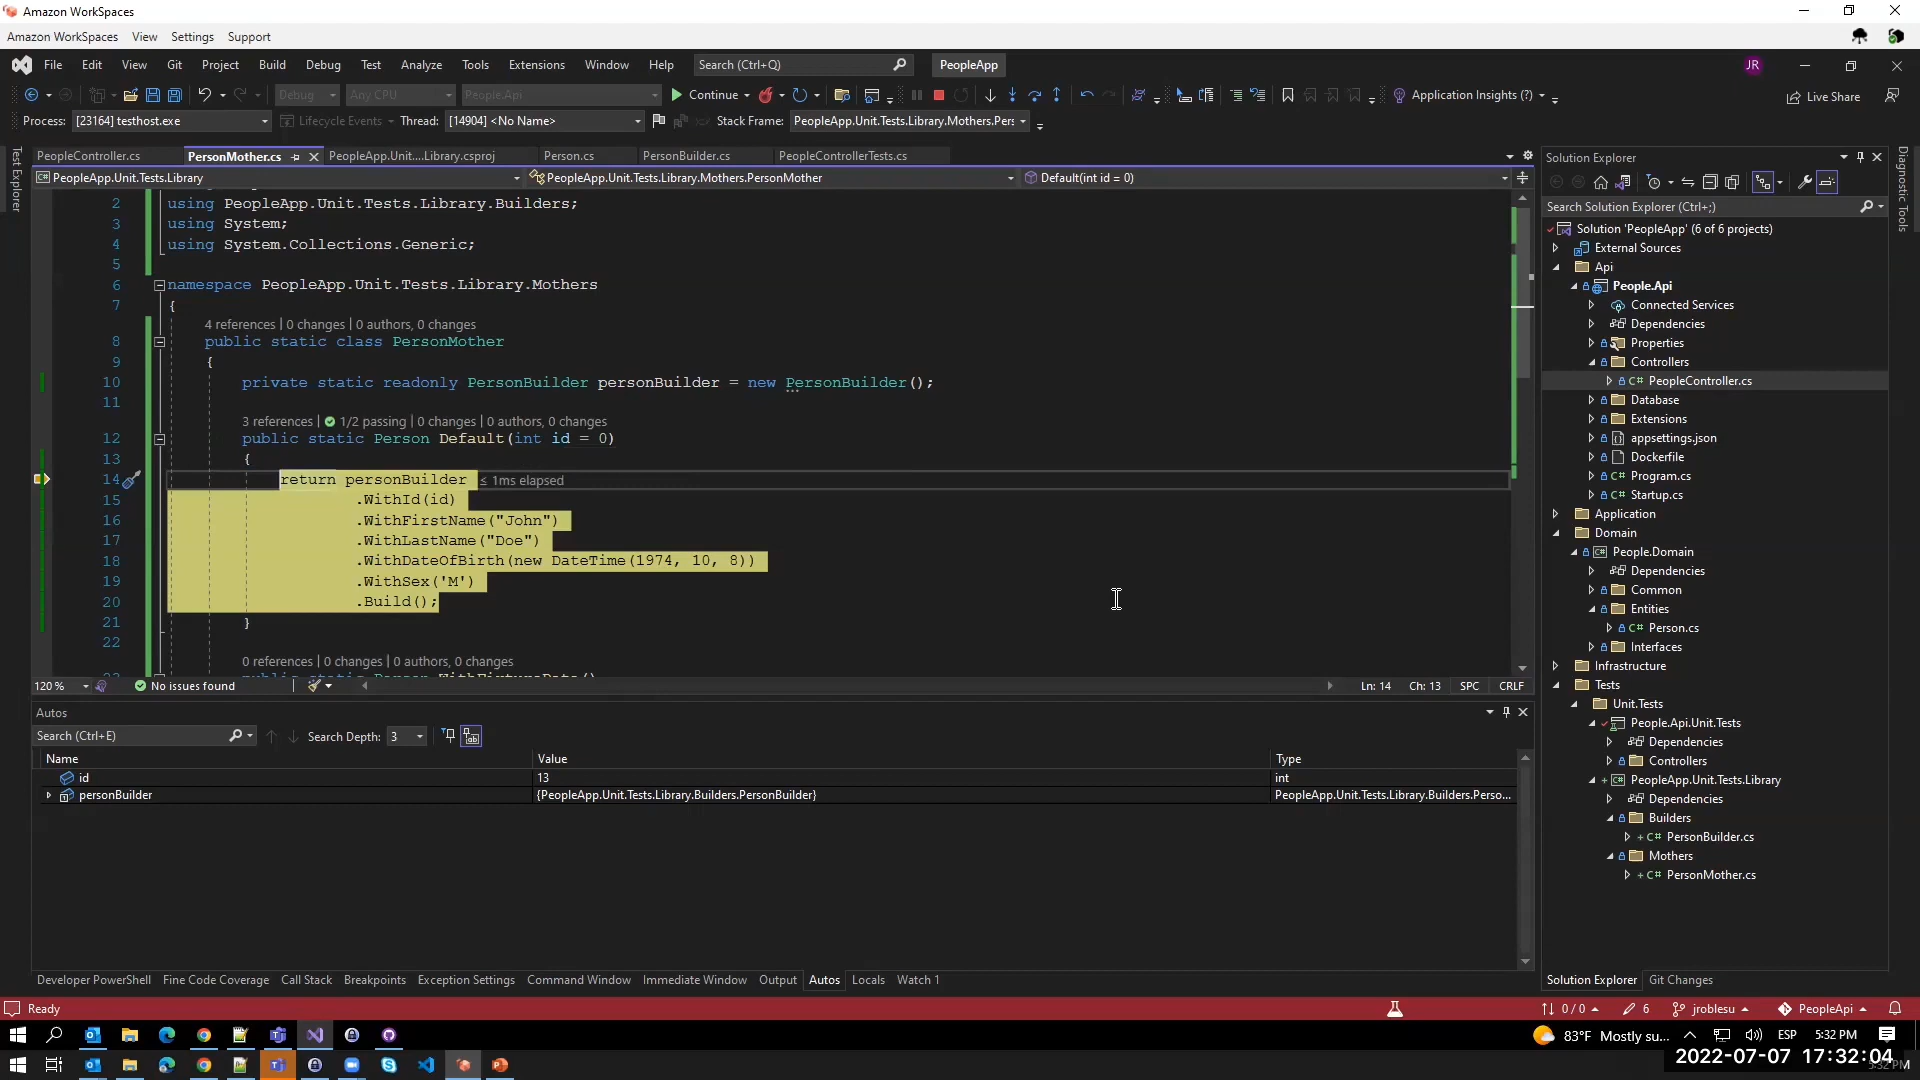 Amazon WorkSpaces
Amazon WorkSpaces View Settings Support
File Edit View Git Project Build Debug Test Analyze Tools Extensions Window Help Search (Ctrl+Q) PeopleApp JR
Debug Any CPU People.Api Continue Application Insights (?) Live Share
Process: [23164] testhost.exe Lifecycle Events Thread: [14904] <No Name> Stack Frame: PeopleApp.Unit.Tests.Library.Mothers.Pers
Test Explorer
PeopleController.cs PersonMother.cs PeopleApp.Unit....Library.csproj Person.cs PersonBuilder.cs PeopleControllerTests.cs
PeopleApp.Unit.Tests.Library PeopleApp.Unit.Tests.Library.Mothers.PersonMother Default(int id = 0)
2 using PeopleApp.Unit.Tests.Library.Builders;
3 using System;
4 using System.Collections.Generic;
5
6 namespace PeopleApp.Unit.Tests.Library.Mothers
7 {
4 references | 0 changes | 0 authors, 0 changes
8 public static class PersonMother
9 {
10 private static readonly PersonBuilder personBuilder = new PersonBuilder();
11
3 references | 1/2 passing | 0 changes | 0 authors, 0 changes
12 public static Person Default(int id = 0)
13 {
14 return personBuilder ≤ 1ms elapsed
15 .WithId(id)
16 .WithFirstName("John")
17 .WithLastName("Doe")
18 .WithDateOfBirth(new DateTime(1974, 10, 8))
19 .WithSex('M')
20 .Build();
21 }
22
0 references | 0 changes | 0 authors, 0 changes
120 % No issues found Ln: 14 Ch: 13 SPC CRLF
Autos
Search (Ctrl+E) Search Depth: 3
Name Value Type
id 13 int
personBuilder {PeopleApp.Unit.Tests.Library.Builders.PersonBuilder} PeopleApp.Unit.Tests.Library.Builders.Perso...
Developer PowerShell Fine Code Coverage Call Stack Breakpoints Exception Settings Command Window Immediate Window Output Autos Locals Watch 1
Solution Explorer
Search Solution Explorer (Ctrl+;)
Solution 'PeopleApp' (6 of 6 projects)
External Sources
Api
People.Api
Connected Services
Dependencies
Properties
Controllers
PeopleController.cs
Database
Extensions
appsettings.json
Dockerfile
Program.cs
Startup.cs
Application
Domain
People.Domain
Dependencies
Common
Entities
Person.cs
Interfaces
Infrastructure
Tests
Unit.Tests
People.Api.Unit.Tests
Dependencies
Controllers
PeopleApp.Unit.Tests.Library
Dependencies
Builders
PersonBuilder.cs
Mothers
PersonMother.cs
Solution Explorer Git Changes
Diagnostic Tools
Ready 0 / 0 6 jroblesu PeopleApi
83°F Mostly su... ESP 5:32 PM
2022-07-07 17:32:04